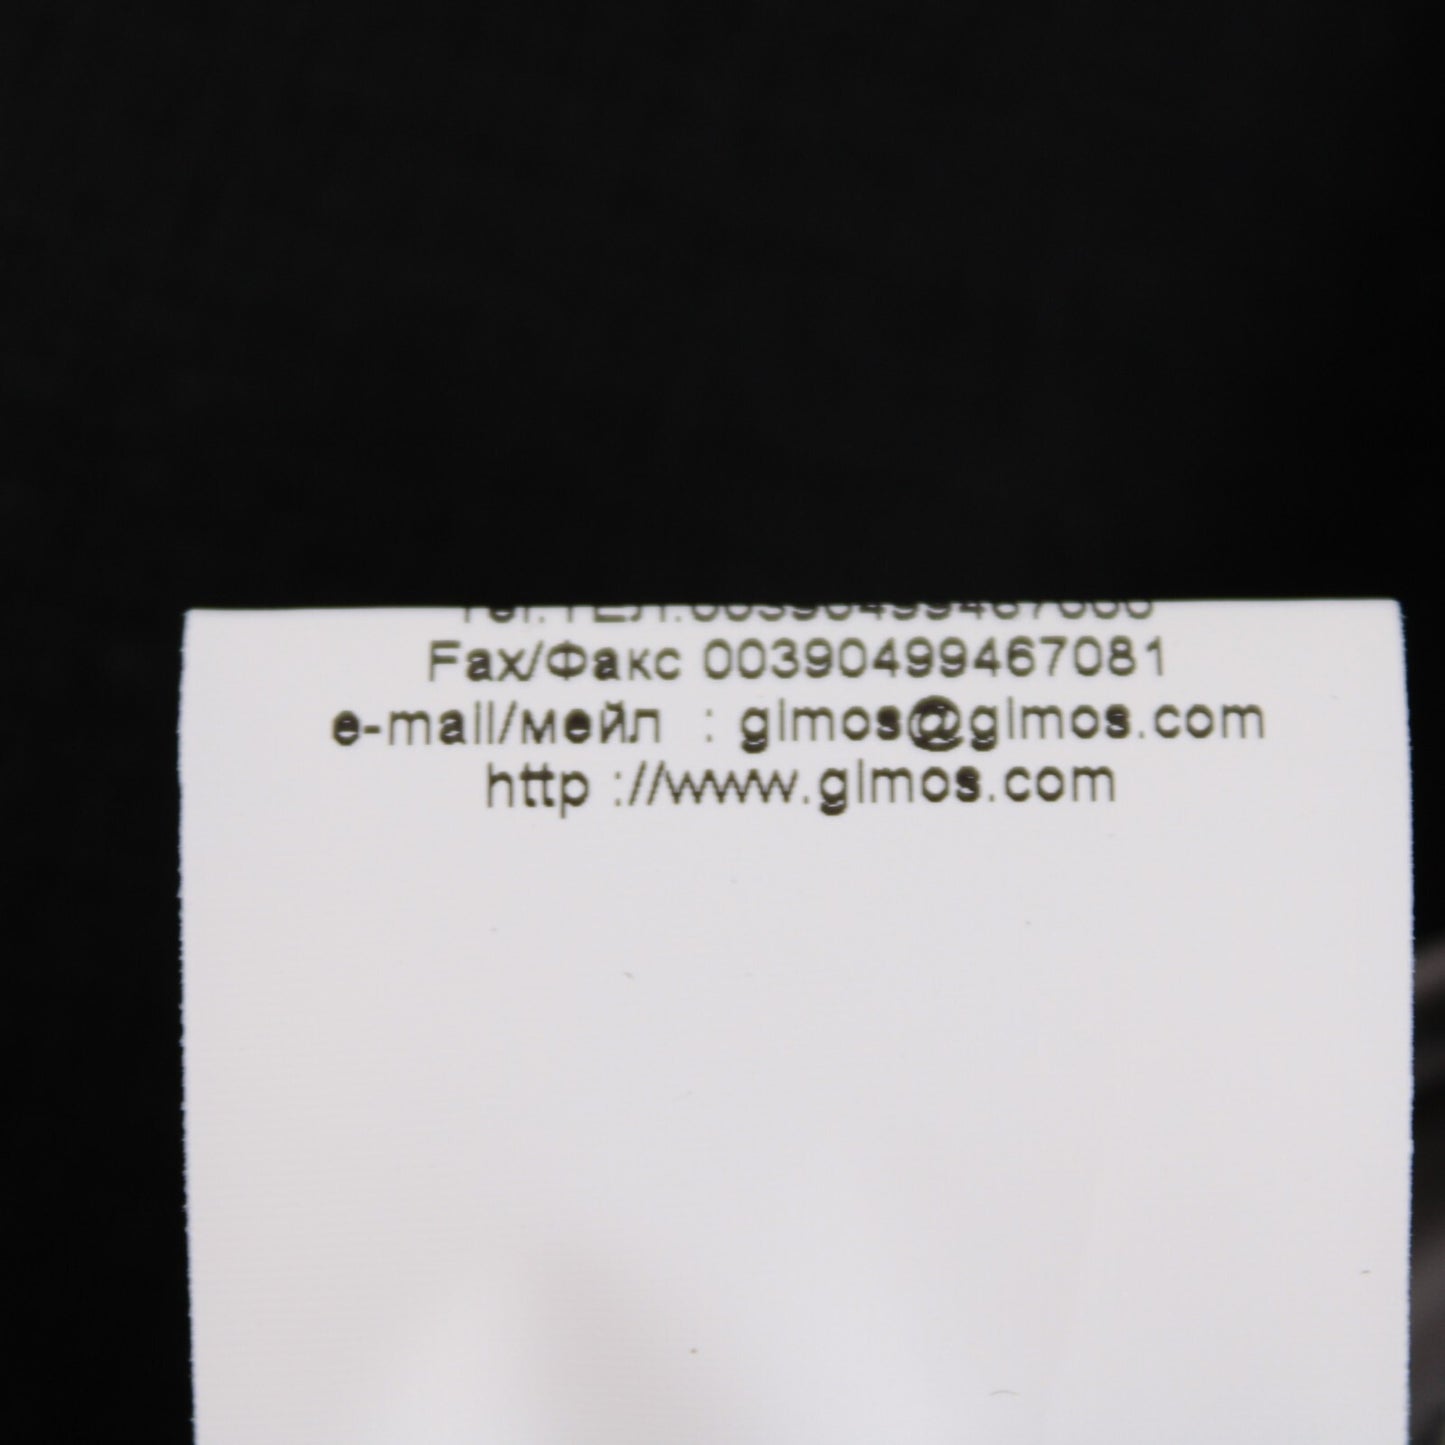 Fax/Факс 00390499467081
e-mail/мейл : gimos@gimos.com
http ://www.gimos.com